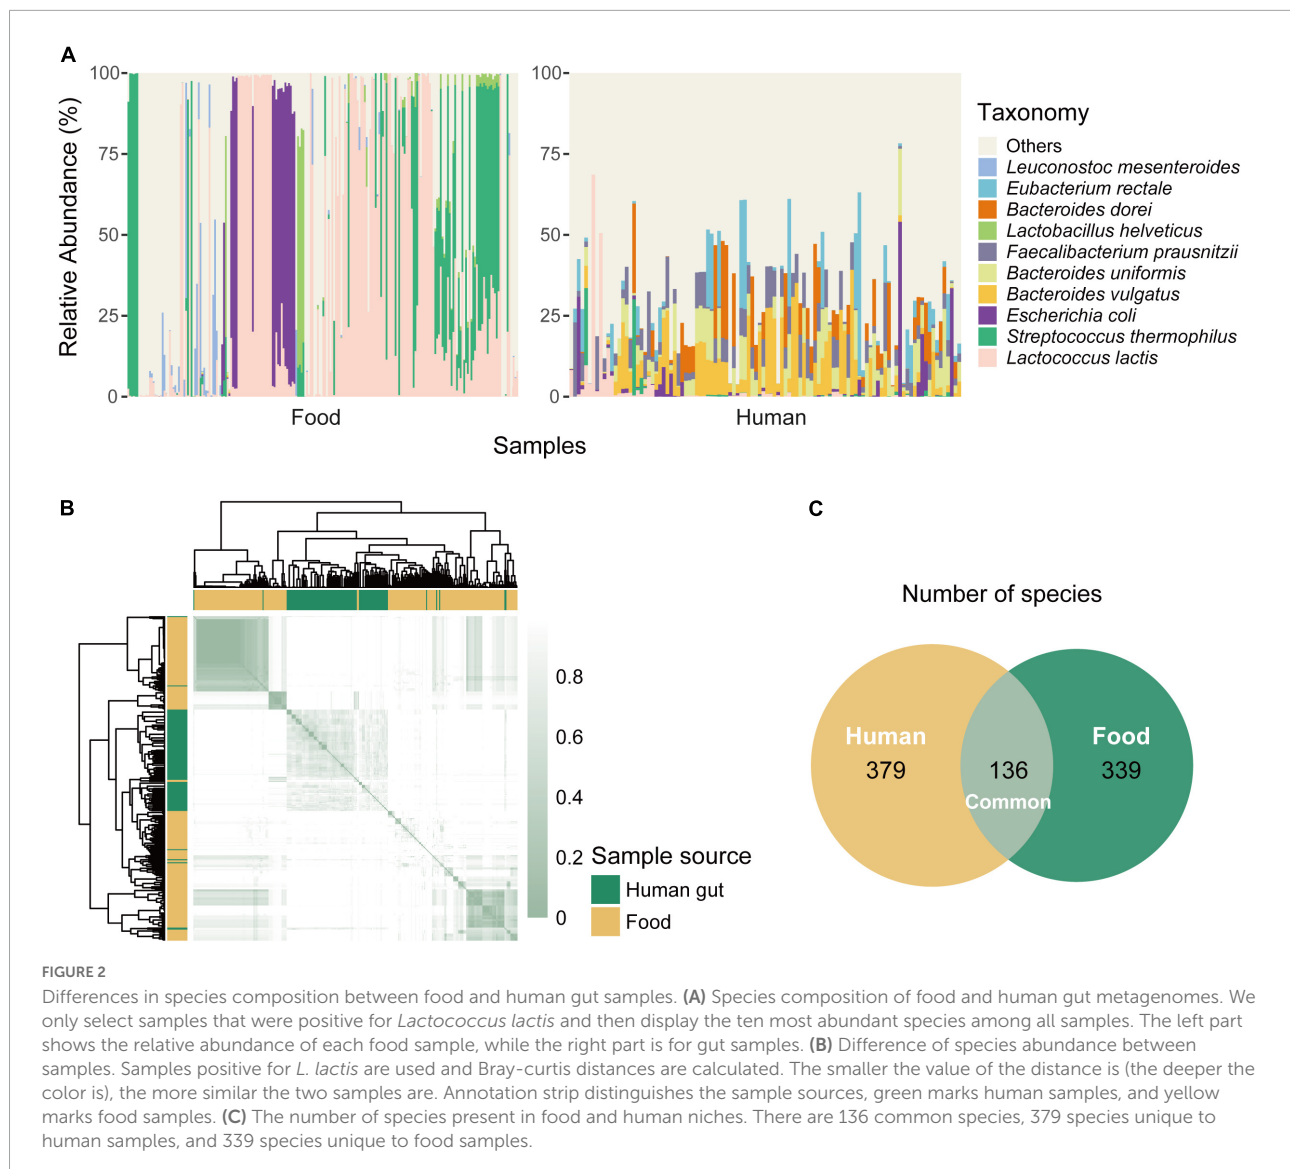 A
Relative Abundance (%)
100
75
50
25
0
100
75
50
25
0
Food
Human
Samples
Taxonomy
Others
Leuconostoc mesenteroides
Eubacterium rectale
Bacteroides dorei
Lactobacillus helveticus
Faecalibacterium prausnitzii
Bacteroides uniformis
Bacteroides vulgatus
Escherichia coli
Streptococcus thermophilus
Lactococcus lactis
B
0.8
0.6
0.4
0.2
0
Sample source
Human gut
Food
C
Number of species
Human
379
136
Common
Food
339
FIGURE 2
Differences in species composition between food and human gut samples. (A) Species composition of food and human gut metagenomes. We
only select samples that were positive for Lactococcus lactis and then display the ten most abundant species among all samples. The left part
shows the relative abundance of each food sample, while the right part is for gut samples. (B) Difference of species abundance between
samples. Samples positive for L. lactis are used and Bray-curtis distances are calculated. The smaller the value of the distance is (the deeper the
color is), the more similar the two samples are. Annotation strip distinguishes the sample sources, green marks human samples, and yellow
marks food samples. (C) The number of species present in food and human niches. There are 136 common species, 379 species unique to
human samples, and 339 species unique to food samples.